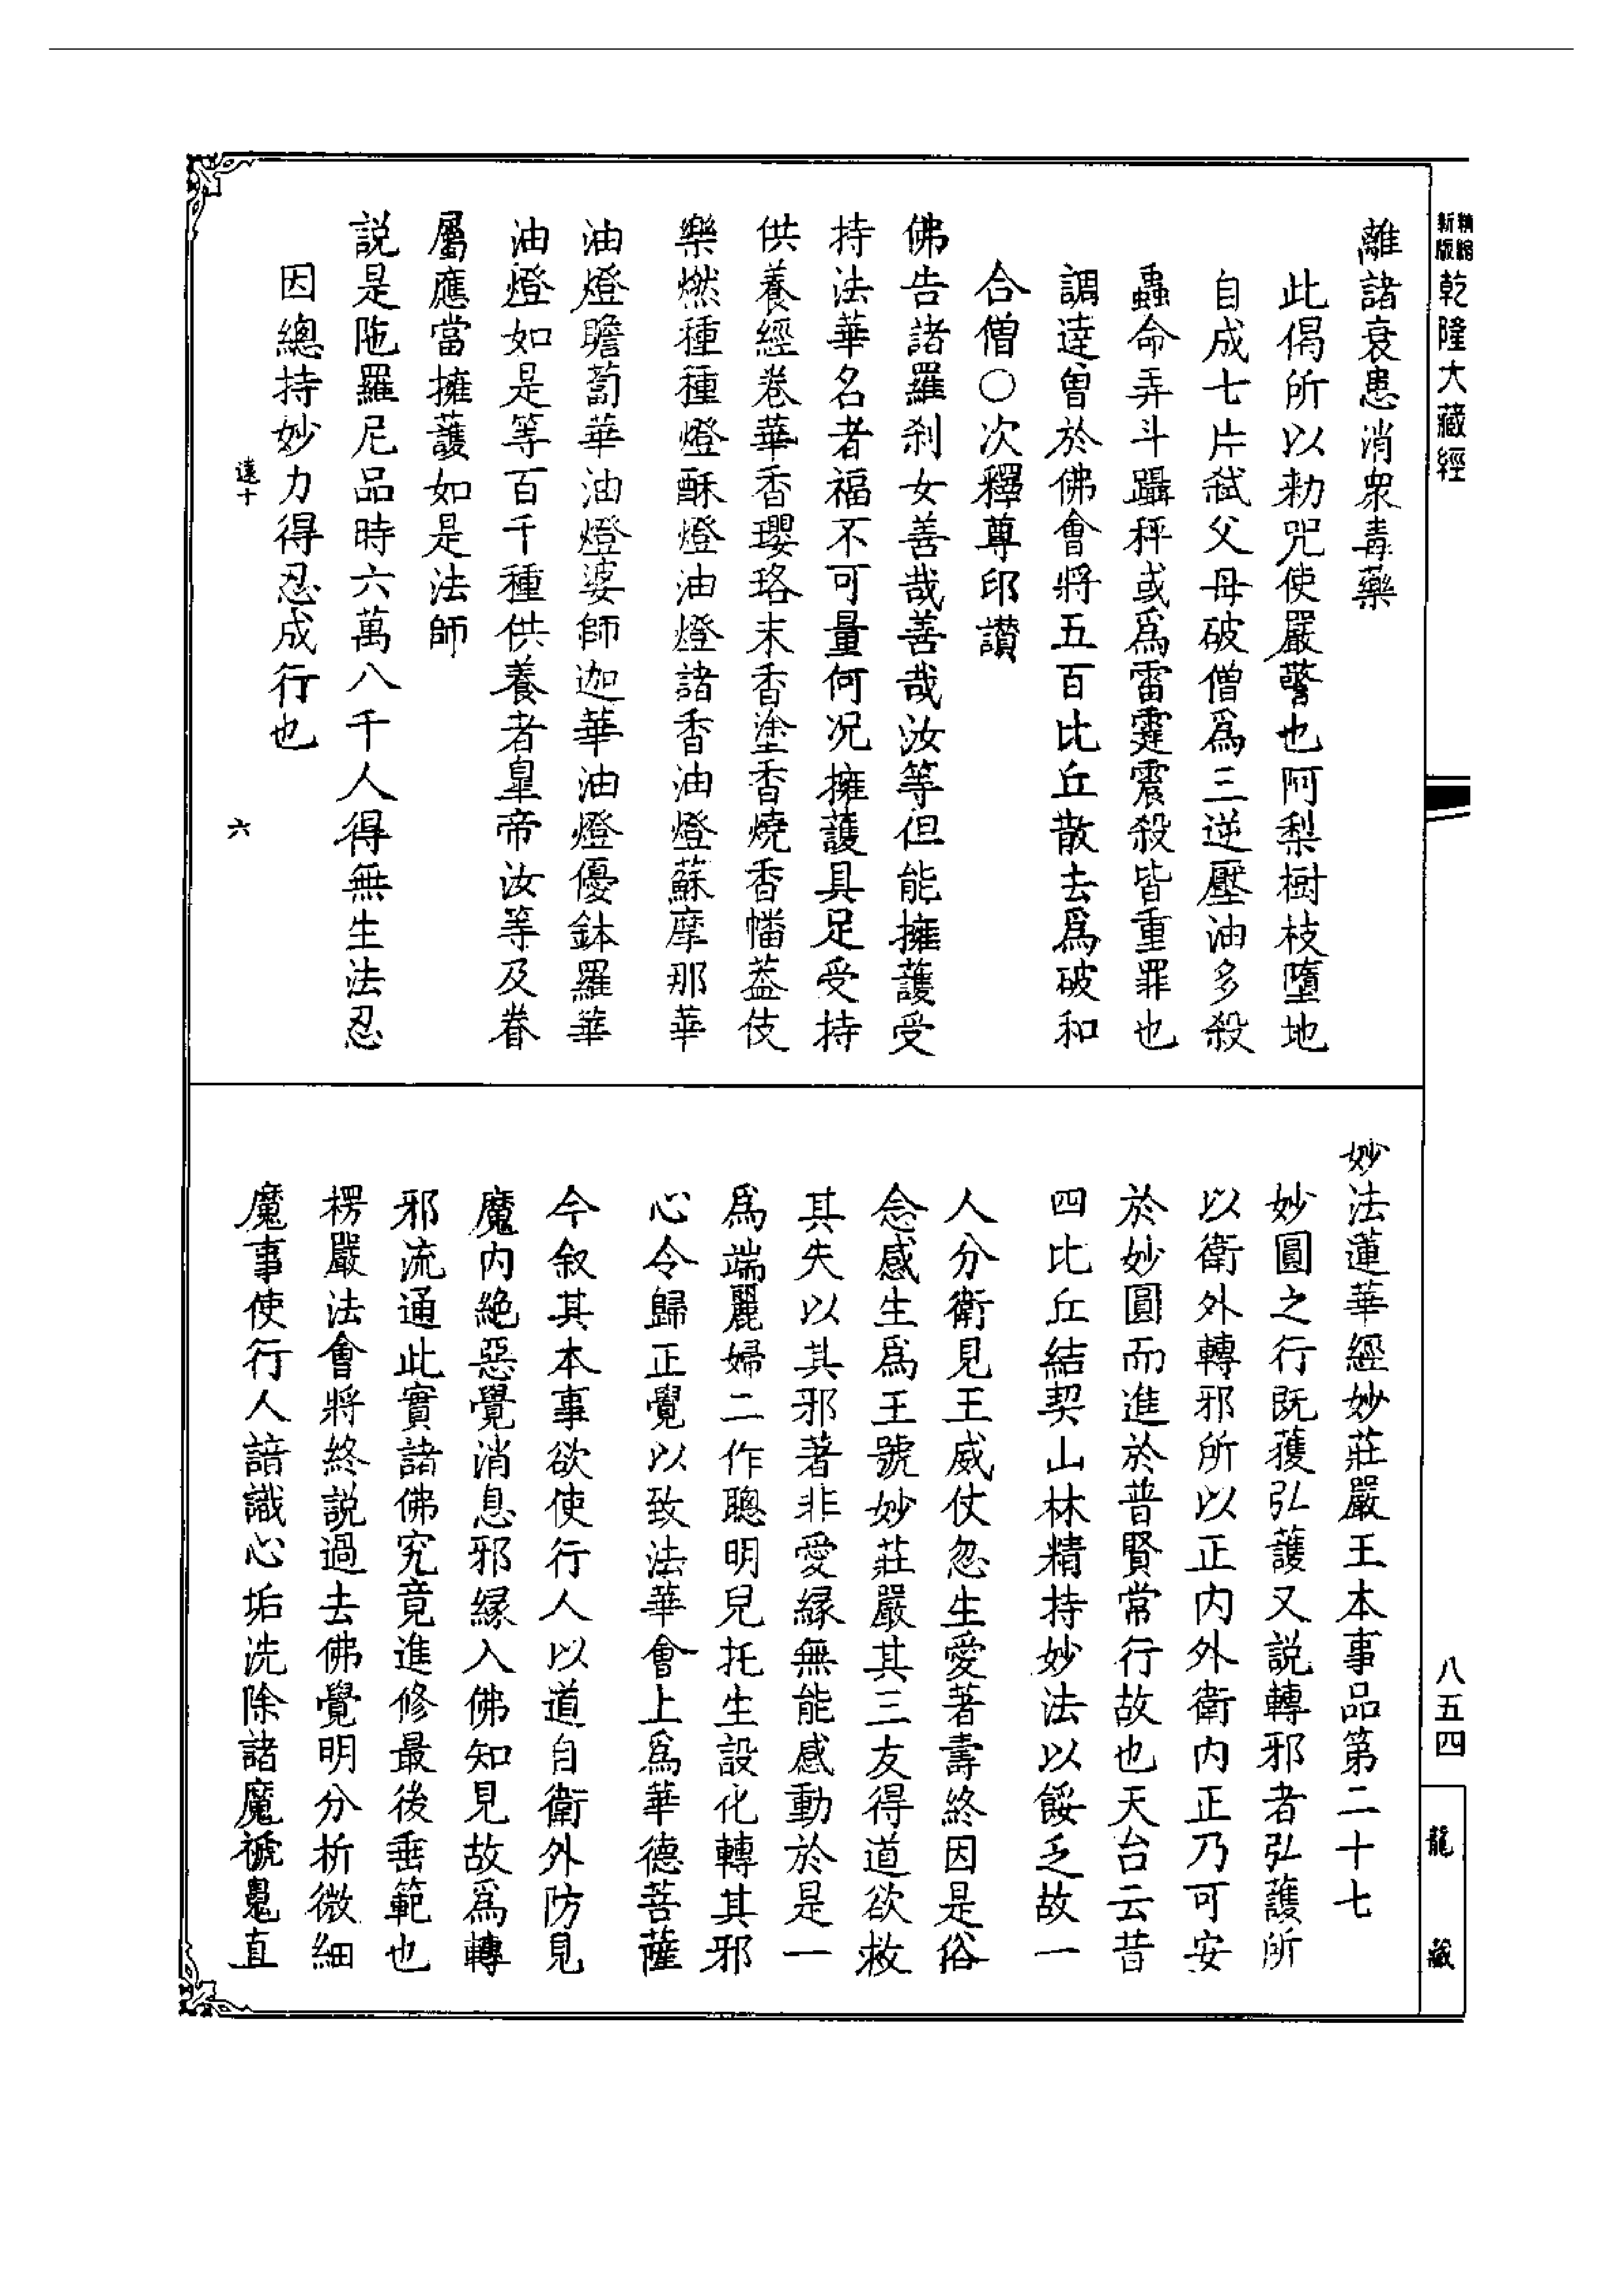 新版精縮乾隆大藏經
離諸衰患消衆毒藥
此偈所以勅咒使嚴警也阿梨樹枝墮地
自成七片弒父母破僧爲三逆壓油多殺
蟲命弄斗躡秤或爲雷霆震殺皆重罪也
調達曾於佛會將五百比丘散去爲破和
合僧○次釋尊印讃
佛告諸羅剎女善哉善哉汝等但能擁護受
持法華名者福不可量何況擁護具足受持
供養經卷華香瓔珞末香塗香燒香幡葢伎
樂燃種種燈酥燈油燈諸香油燈蘇摩那華
油燈瞻蔔華油燈婆師迦華油燈優鉢羅華
油燈如是等百千種供養者臯帝汝等及眷
屬應當擁護如是法師
説是陁羅尼品時六萬八千人得無生法忍
因總持妙力得忍成行也
遠十 六
妙法蓮華經妙莊嚴王本事品第二十七
妙圓之行既獲弘護又説轉邪者弘護所
以衛外轉邪所以正内外衛内正乃可安
於妙圓而進於普賢常行故也天台云昔
四比丘結契山林精持妙法以餒乏故一
人分衛見王威仗忽生愛著壽終因是俗
念感生爲王號妙莊嚴其三友得道欲救
其失以其邪著非愛縁無能感動於是一
爲端麗婦二作聰明兒托生設化轉其邪
心令歸正覺以致法華會上爲華德菩薩
今叙其本事欲使行人以道自衛外防見
魔内絶惡覺消息邪縁入佛知見故爲轉
邪流通此實諸佛究竟進修最後垂範也
楞嚴法會將終説過去佛覺明分析微細
魔事使行人諳識心垢洗除諸魔褫鬼直
八五四
龍藏